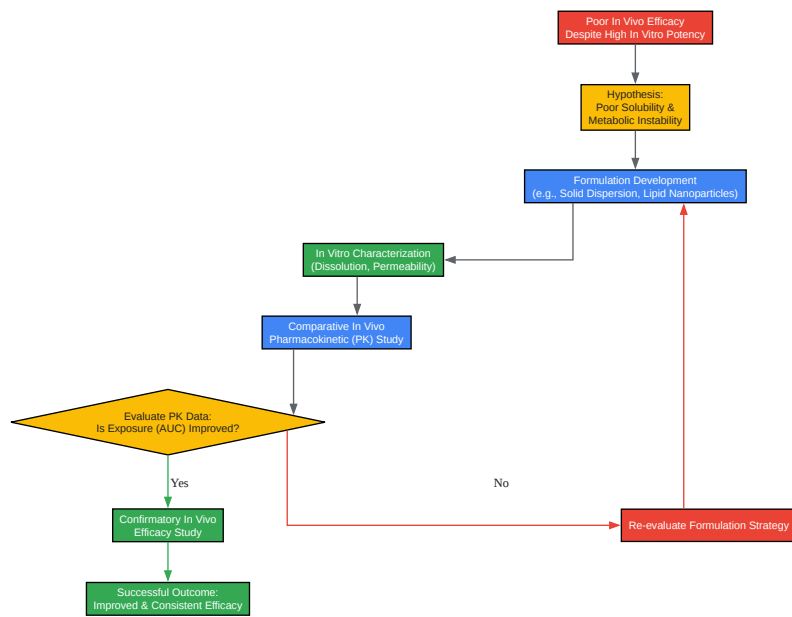 Poor In Vivo Efficacy
Despite High In Vitro Potency
Hypothesis:
Poor Solubility &
Metabolic Instability
Formulation Development
(e.g., Solid Dispersion, Lipid Nanoparticles)
In Vitro Characterization
(Dissolution, Permeability)
Comparative In Vivo
Pharmacokinetic (PK) Study
Evaluate PK Data:
Is Exposure (AUC) Improved?
Yes
No
Confirmatory In Vivo
Efficacy Study
Re-evaluate Formulation Strategy
Successful Outcome:
Improved & Consistent Efficacy